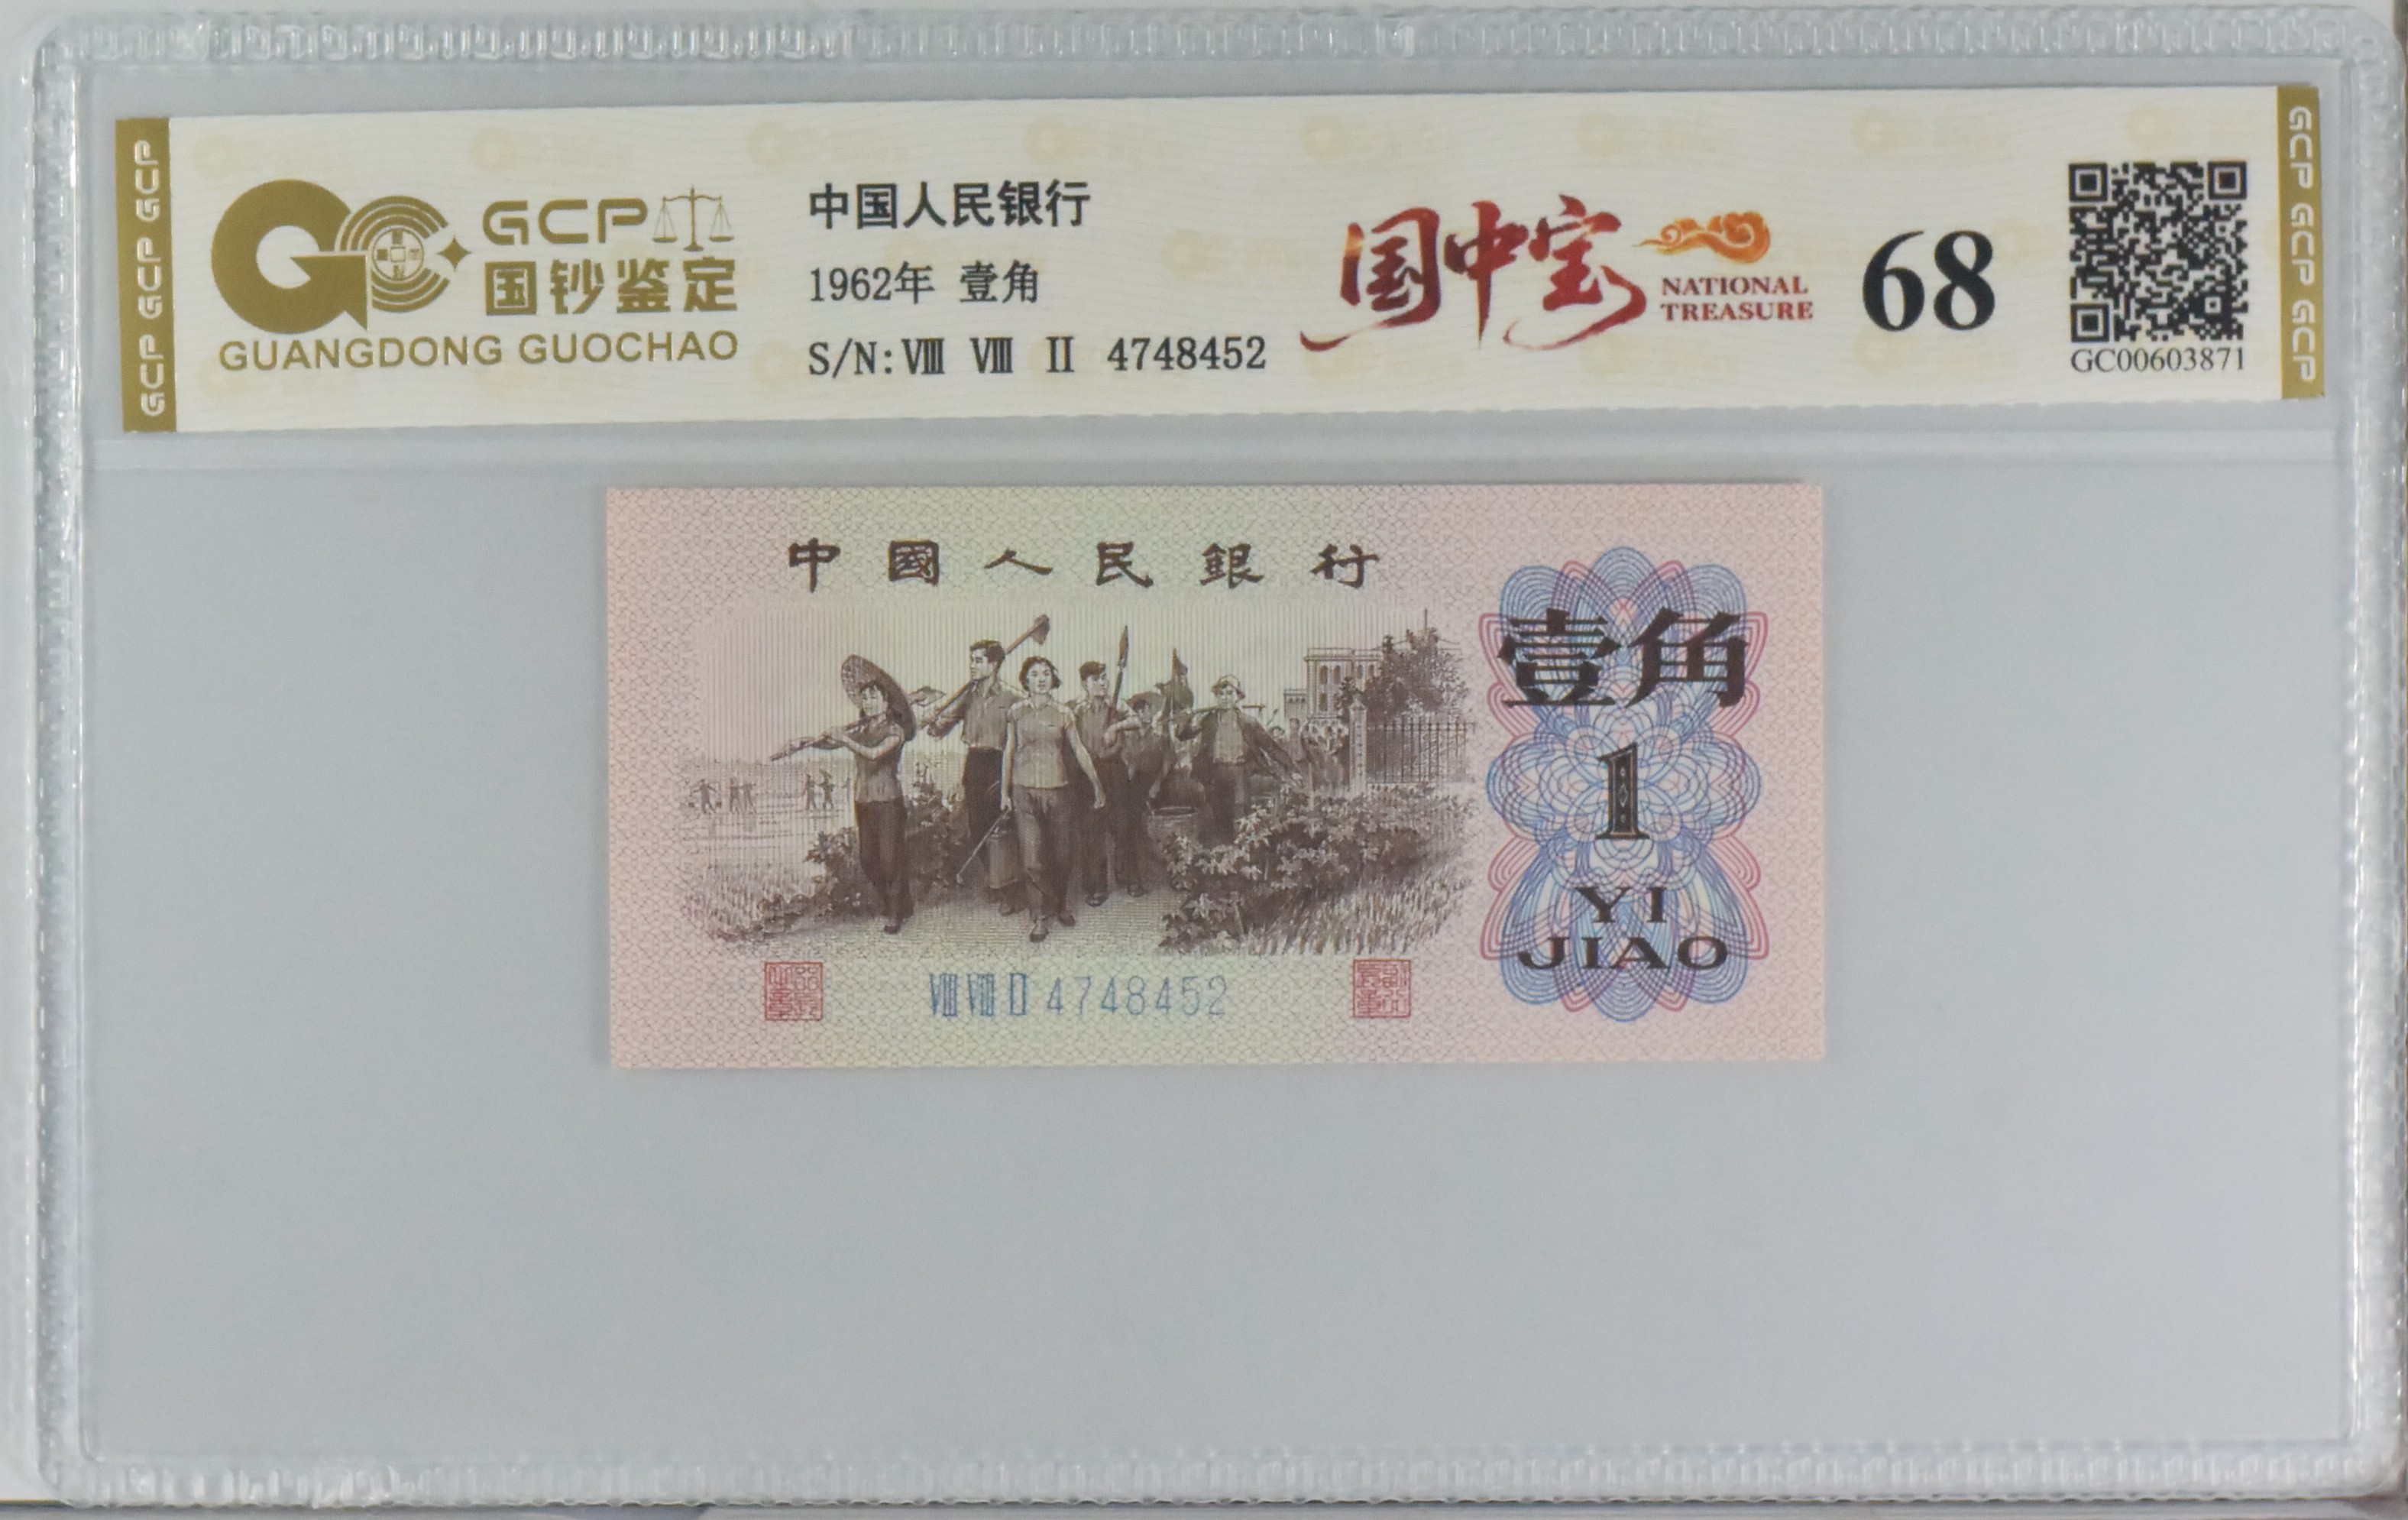 GCP GCP GCP
GCP
国钞鉴定
GUANGDONG GUOCHAO
中国人民银行
1962年 壹角
S/N:Ⅷ Ⅷ Ⅱ 4748452
国中宝
NATIONAL
TREASURE
68
GC00603871
GCP GCP GCP
中國人民銀行
壹角
1
YI
JIAO
Ⅷ Ⅷ Ⅱ 4748452